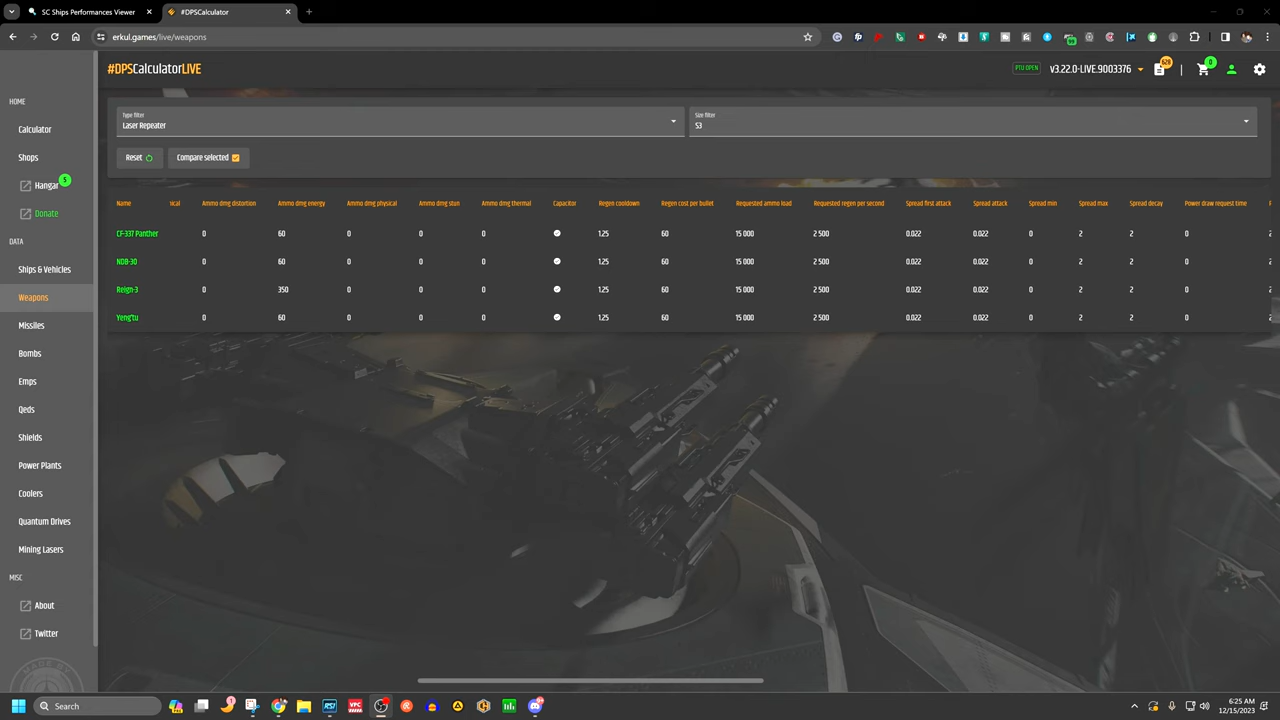 SC Ships Performances Viewer
#DPSCalculator
erkul.games/live/weapons
#DPSCalculatorLIVE
PTU OPEN
v3.22.0-LIVE.9003376
628
0
HOME
Calculator
Shops
Hangar
5
Donate
DATA
Ships & Vehicles
Weapons
Missiles
Bombs
Emps
Qeds
Shields
Power Plants
Coolers
Quantum Drives
Mining Lasers
MISC
About
Twitter
MADE BY
Type filter
Laser Repeater
Size filter
S3
Reset
Compare selected
Name ical Ammo dmg distortion Ammo dmg energy Ammo dmg physical Ammo dmg stun Ammo dmg thermal Capacitor Regen cooldown Regen cost per bullet Requested ammo load Requested regen per second Spread first attack Spread attack Spread min Spread max Spread decay Power draw request time
CF-337 Panther 0 60 0 0 0 1.25 60 15 000 2 500 0.022 0.022 0 2 2 0
NDB-30 0 60 0 0 0 1.25 60 15 000 2 500 0.022 0.022 0 2 2 0
Reign-3 0 350 0 0 0 1.25 60 15 000 2 500 0.022 0.022 0 2 2 0
Yeng'tu 0 60 0 0 0 1.25 60 15 000 2 500 0.022 0.022 0 2 2 0
Search
RSI
VPC
6:25 AM
12/15/2023